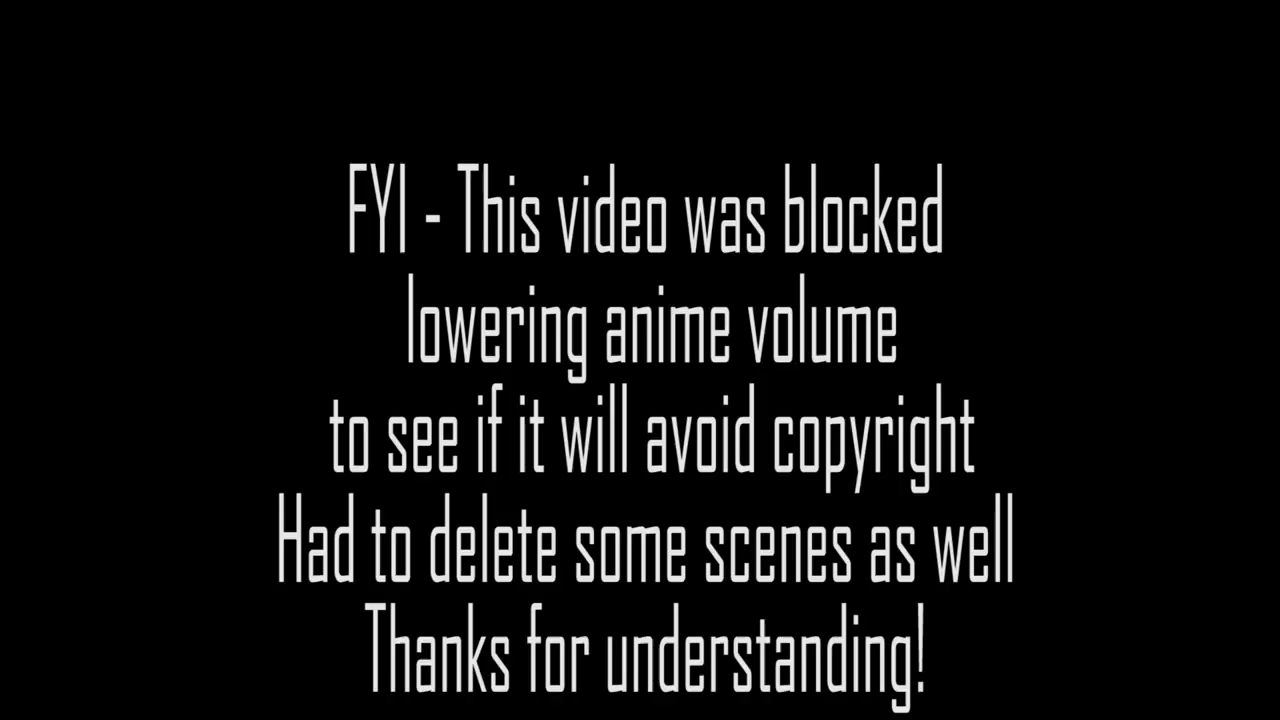 FYI - This video was blocked
lowering anime volume
to see if it will avoid copyright
Had to delete some scenes as well
Thanks for understanding!